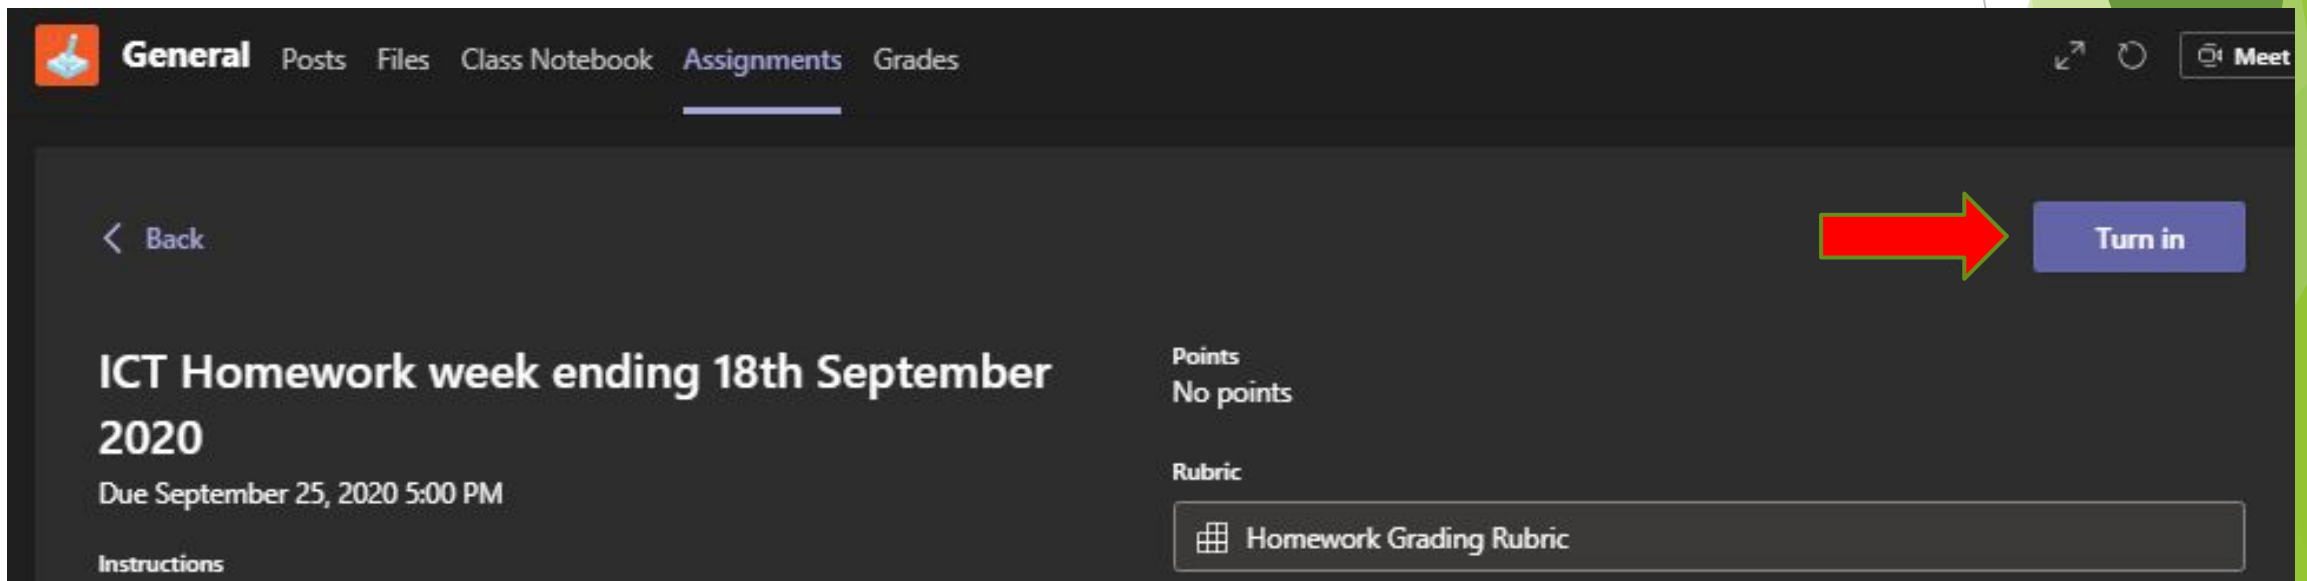 General Posts Files Class Notebook Assignments Grades Meet
Back Turn in
ICT Homework week ending 18th September
2020
Due September 25, 2020 5:00 PM
Instructions
Points
No points
Rubric
Homework Grading Rubric